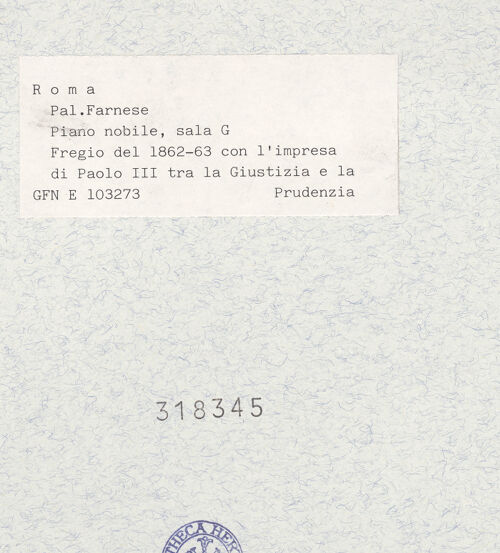 R o m a
Pal.Farnese
Piano nobile, sala G
Fregio del 1862-63 con l'impresa
di Paolo III tra la Giustizia e la
GFN E 103273 Prudenzia
318345